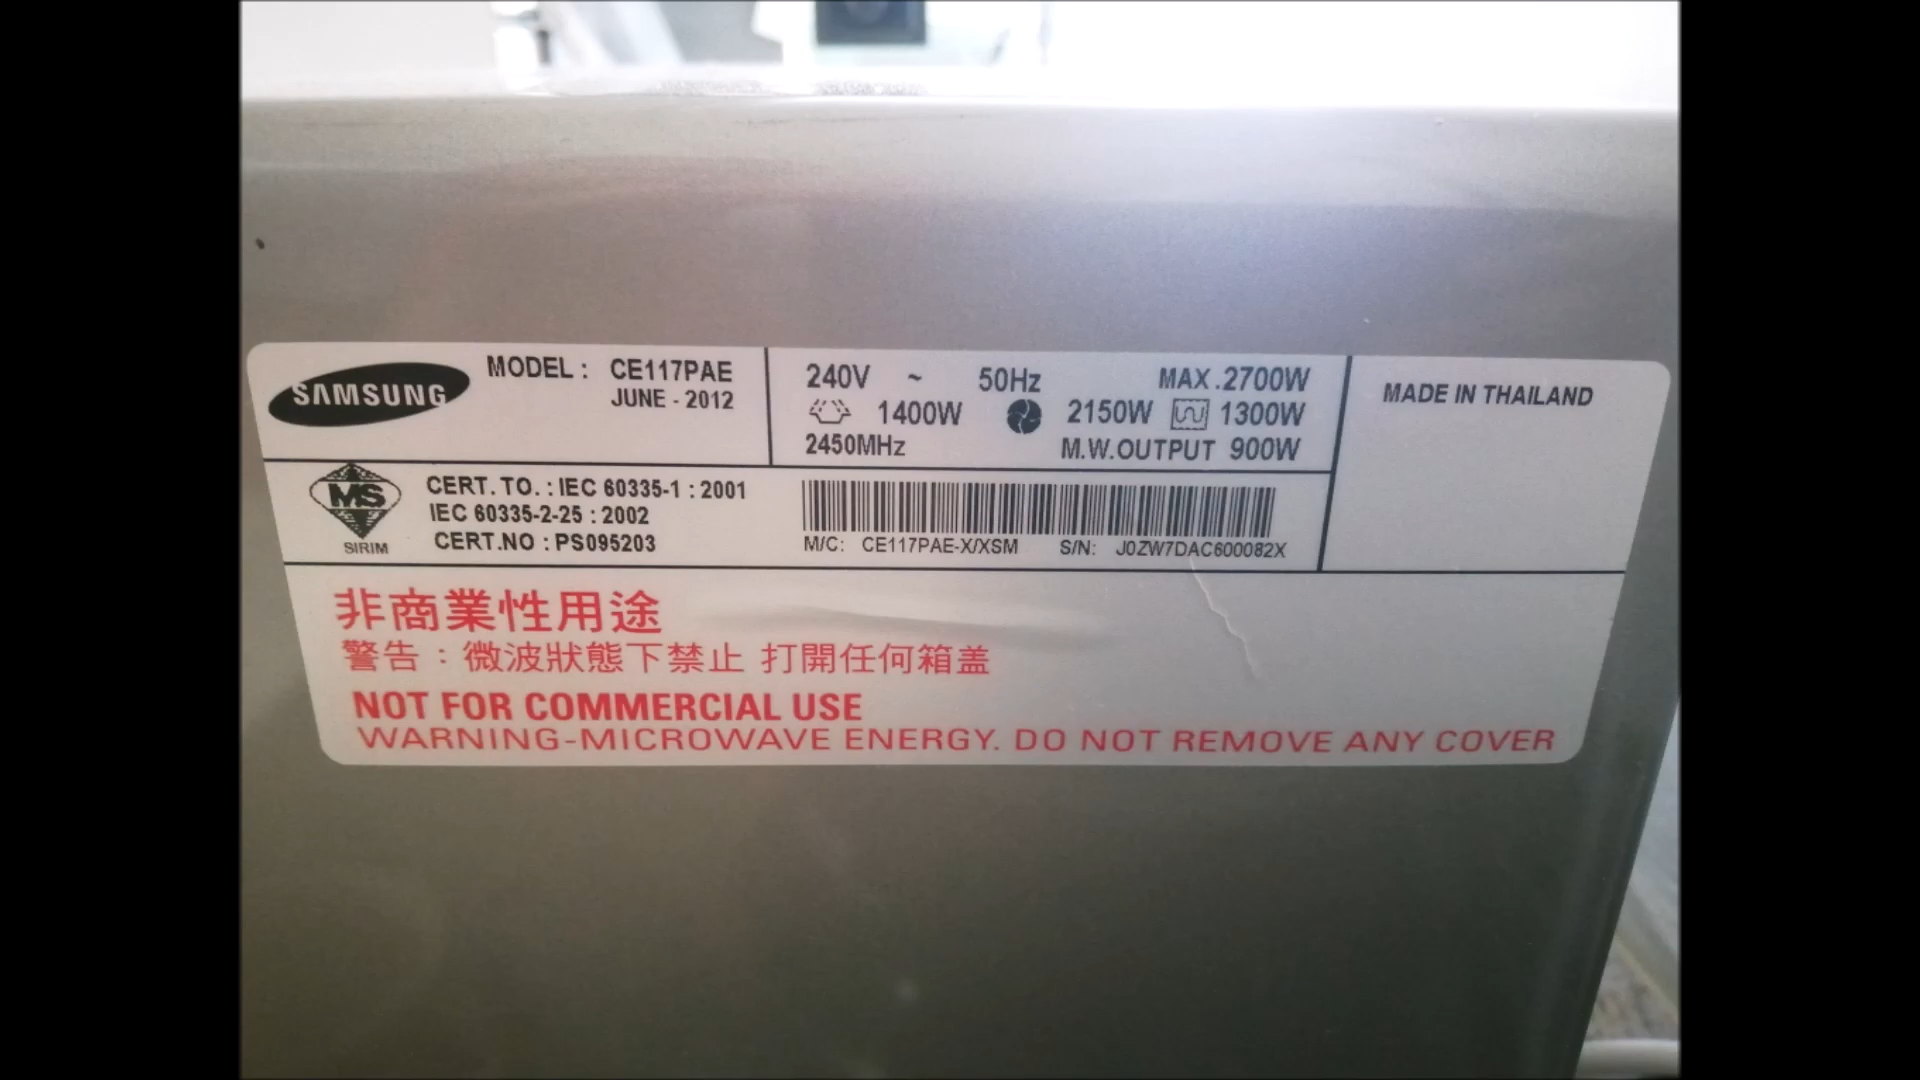 SAMSUNG
MODEL : CE117PAE
JUNE - 2012
240V ~ 50Hz MAX.2700W
1400W 2150W 1300W
2450MHz M.W.OUTPUT 900W
MADE IN THAILAND
MS
SIRIM
CERT. TO. : IEC 60335-1 : 2001
IEC 60335-2-25 : 2002
CERT.NO : PS095203
M/C: CE117PAE-X/XSM S/N: J0ZW7DAC600082X
非商業性用途
警告：微波狀態下禁止 打開任何箱盖
NOT FOR COMMERCIAL USE
WARNING-MICROWAVE ENERGY. DO NOT REMOVE ANY COVER